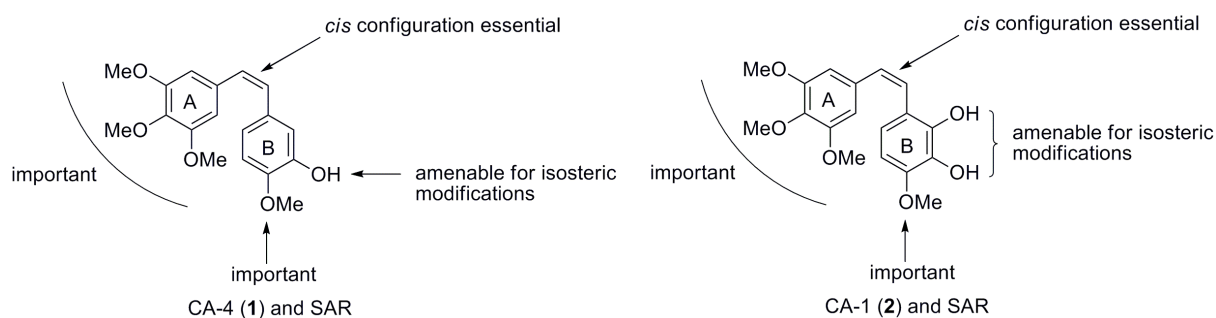 cis configuration essential
MeO
A
MeO
OMe
B
OH
OMe
important
amenable for isosteric
modifications
important
CA-4 (1) and SAR
cis configuration essential
MeO
A
MeO
OMe
B
OH
OH
OMe
important
amenable for isosteric
modifications
important
CA-1 (2) and SAR